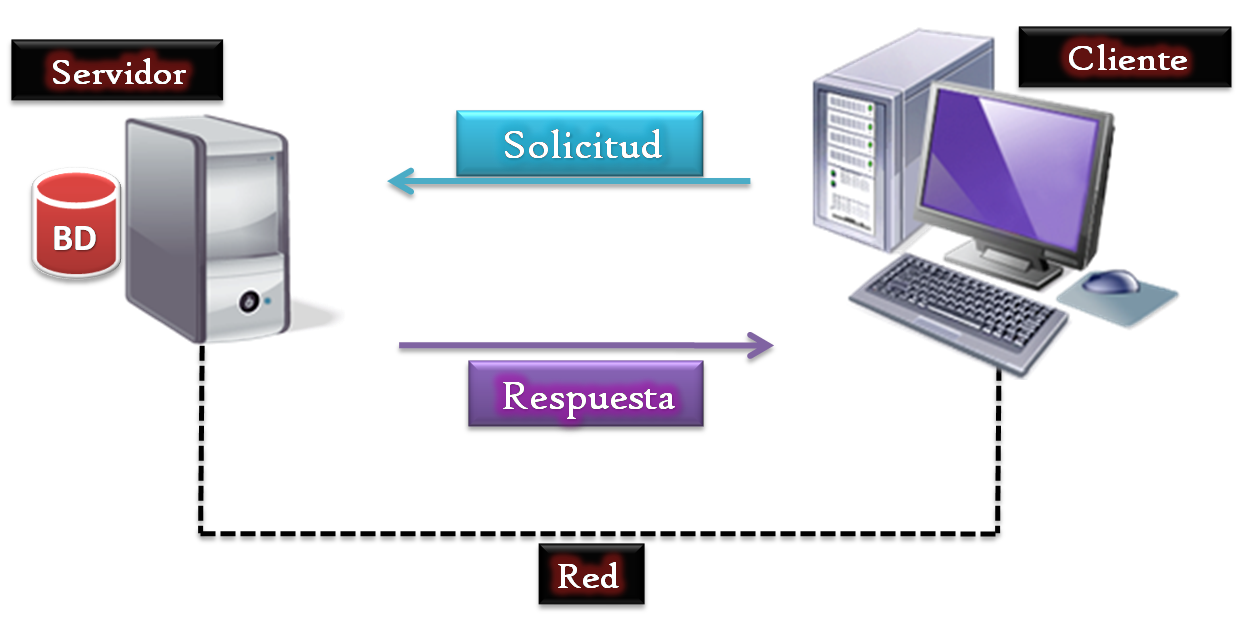 Servidor
Cliente
Solicitud
BD
Respuesta
Red